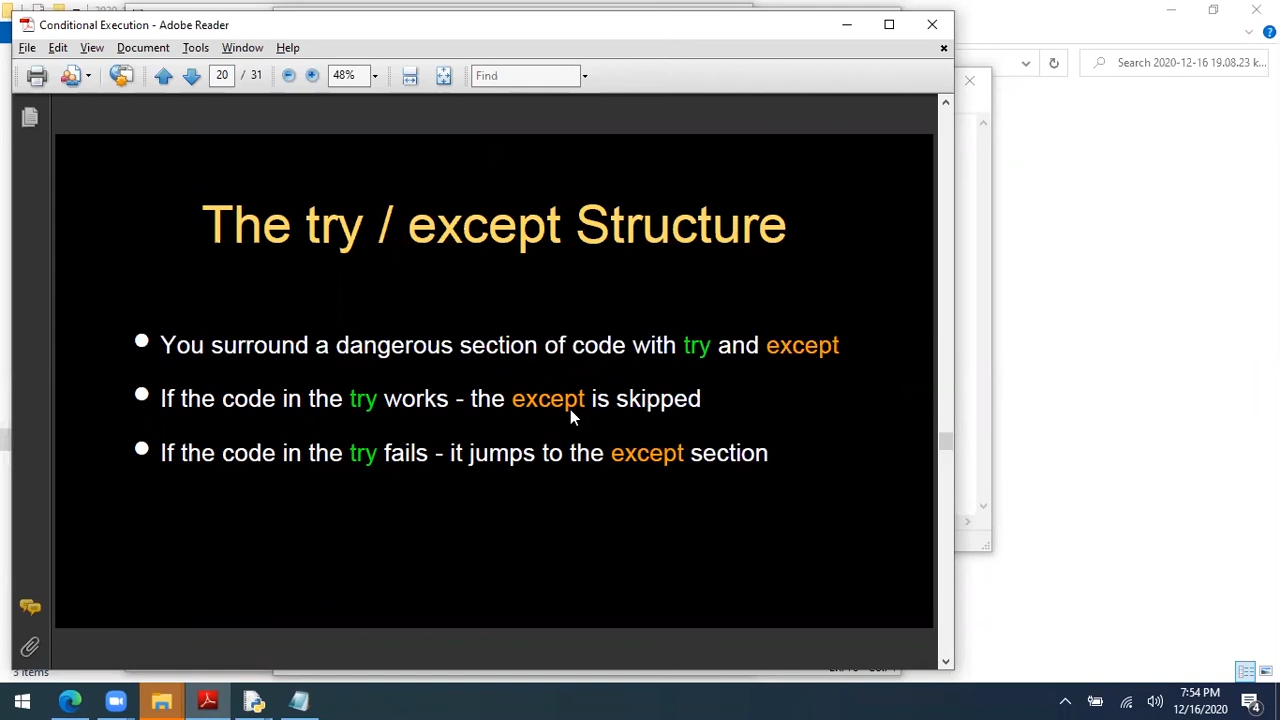 Conditional Execution - Adobe Reader
File Edit View Document Tools Window Help
20 / 31 48% Find
Search 2020-12-16 19.08.23 k...
The try / except Structure
You surround a dangerous section of code with try and except
If the code in the try works - the except is skipped
If the code in the try fails - it jumps to the except section
3 items
7:54 PM
12/16/2020
4